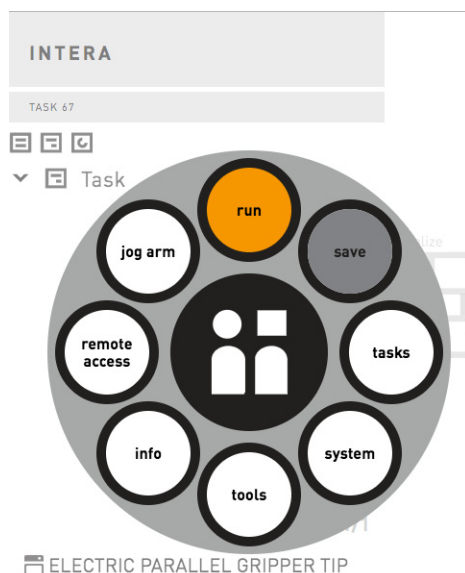 INTERA
TASK 67
Task
run
jog arm
save
remote
access
tasks
info
system
tools
ELECTRIC PARALLEL GRIPPER TIP